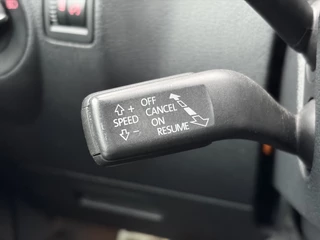 + OFF
SPEED CANCEL
- ON
RESUME